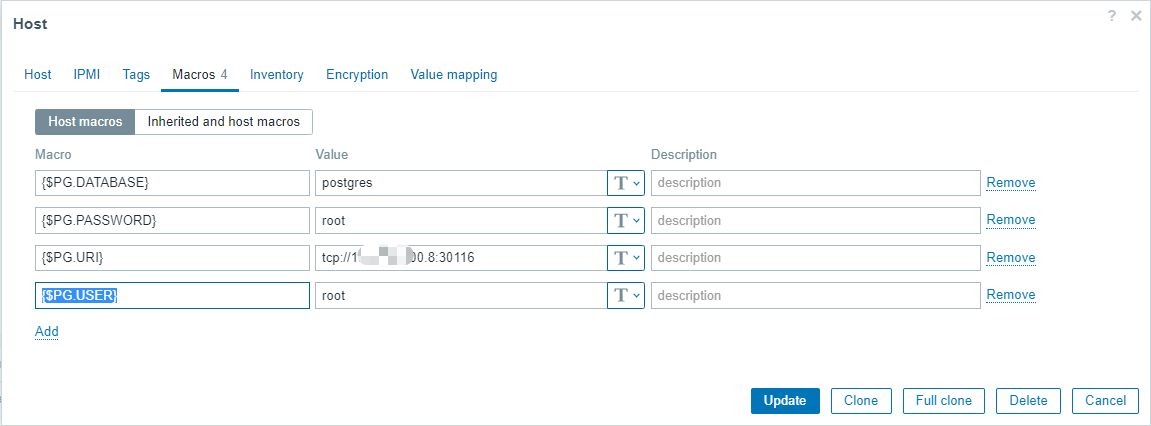 Host
? ×
Host IPMI Tags Macros 4 Inventory Encryption Value mapping
Host macros Inherited and host macros
Macro Value Description
{$PG.DATABASE} postgres T description Remove
{$PG.PASSWORD} root T description Remove
{$PG.URI} tcp://1 00.8:30116 T description Remove
{$PG.USER} root T description Remove
Add
Update Clone Full clone Delete Cancel